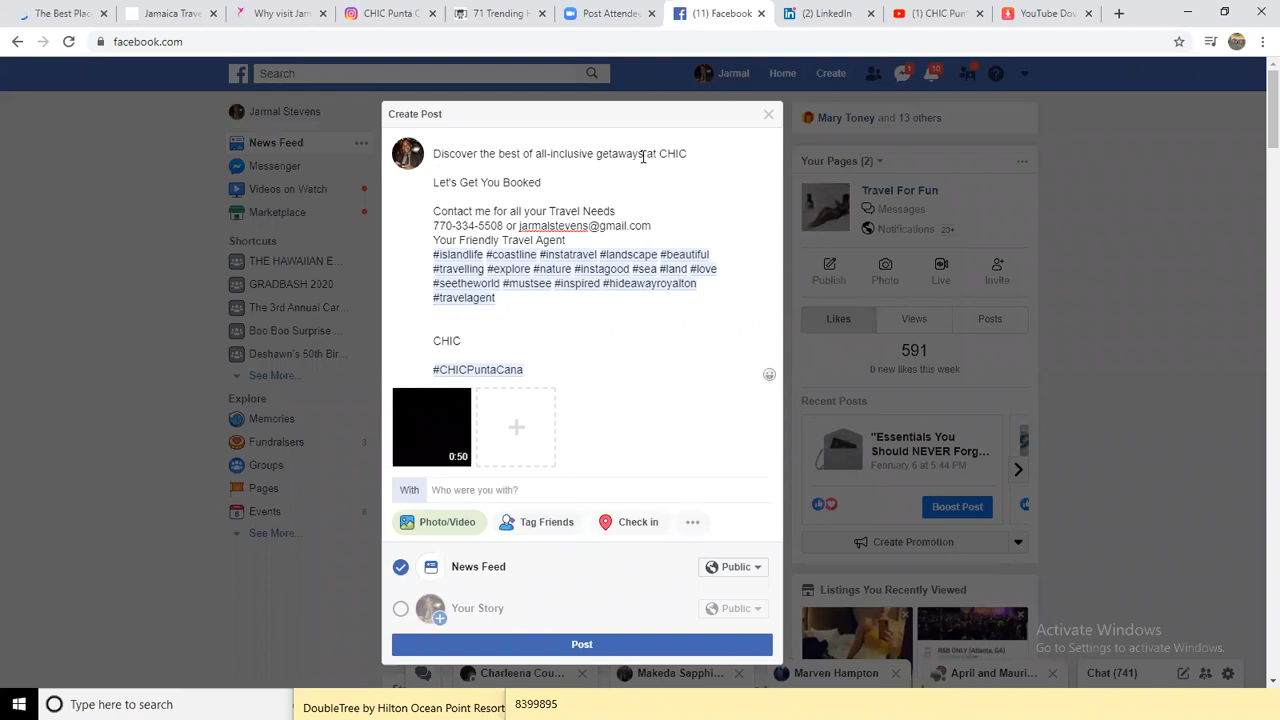 The Best Plac
Jamaica Trave
Why visit Jam
CHIC Punta C
71 Trending H
Post Attendee
(11) Facebook
(2) LinkedIn
(1) CHIC Pun
YouTube Dow
facebook.com
Search
Jarmal
Home
Create
1
10
Jarmal Stevens
News Feed
Messenger
Videos on Watch
Marketplace
Shortcuts
THE HAWAIIAN E...
GRADBASH 2020
The 3rd Annual Car...
Boo Boo Surprise ...
Deshawn's 50th Bir...
See More...
Explore
Memories
Fundraisers 3
Groups
Pages
Events 3
See More...
Create Post
Discover the best of all-inclusive getaways at CHIC
Let's Get You Booked
Contact me for all your Travel Needs
770-334-5508 or jarmalstevens@gmail.com
Your Friendly Travel Agent
#islandlife #coastline #instatravel #landscape #beautiful
#travelling #explore #nature #instagood #sea #land #love
#seetheworld #mustsee #inspired #hideawayroyalton
#travelagent
CHIC
#CHICPuntaCana
0:50
With Who were you with?
Photo/Video
Tag Friends
Check in
News Feed
Public
Your Story
Public
Post
Mary Toney and 13 others
Your Pages (2)
Travel For Fun
Messages
Notifications 20+
Publish
Photo
Live
Invite
Likes
Views
Posts
591
0 new likes this week
Recent Posts
"Essentials You
Should NEVER Forg...
February 6 at 5:44 PM
Boost Post
Create Promotion
Listings You Recently Viewed
R&B ONLY (Atlanta, GA)
Activate Windows
Go to Settings to activate Windows.
Charleena Cou...
Makeda Sapphi...
Marven Hampton
April and Maruri...
Chat (741)
Type here to search
DoubleTree by Hilton Ocean Point Resort
8399895